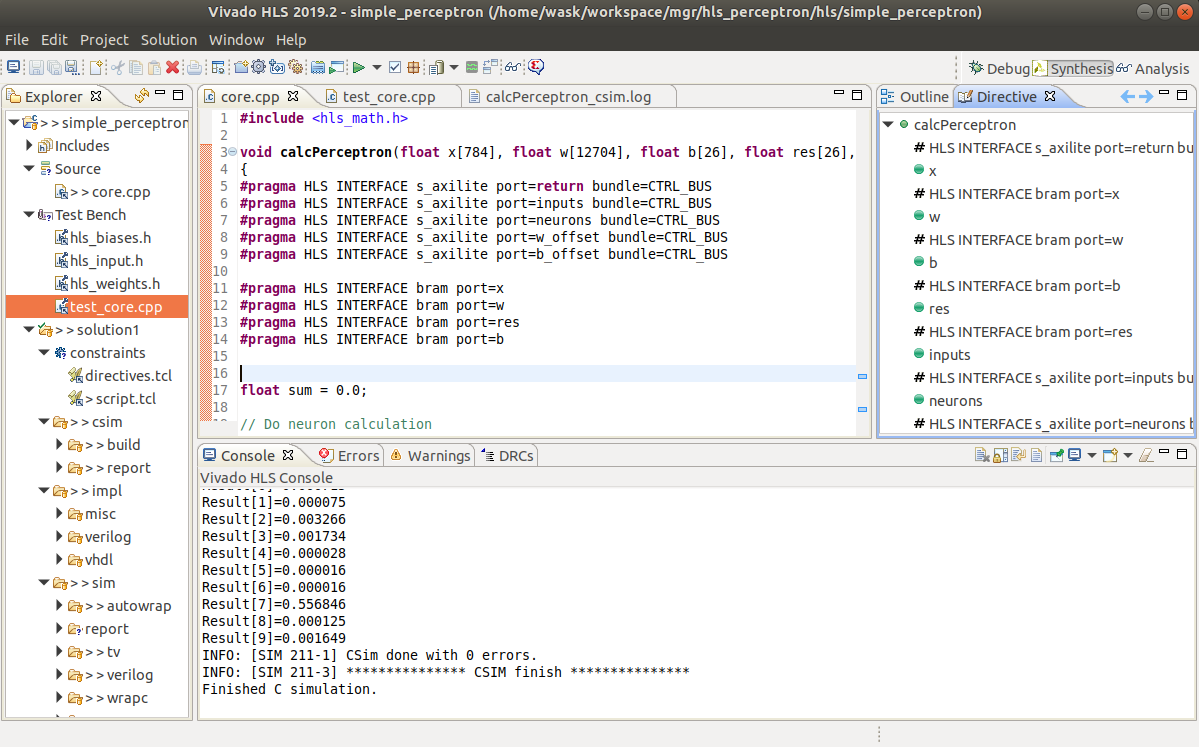 Vivado HLS 2019.2 - simple_perceptron (/home/wask/workspace/mgr/hls_perceptron/hls/simple_perceptron)
File Edit Project Solution Window Help
Debug Synthesis Analysis
Explorer
>>simple_perceptron
Includes
Source
>>core.cpp
Test Bench
hls_biases.h
hls_input.h
hls_weights.h
test_core.cpp
>>solution1
constraints
directives.tcl
>script.tcl
>>csim
>>build
>>report
>>impl
>>misc
>>verilog
>>vhdl
>>sim
>>autowrap
report
>>tv
>>verilog
>>wrapc
core.cpp test_core.cpp calcPerceptron_csim.log
1 #include <hls_math.h>
2
3 void calcPerceptron(float x[784], float w[12704], float b[26], float res[26],
4 {
5 #pragma HLS INTERFACE s_axilite port=return bundle=CTRL_BUS
6 #pragma HLS INTERFACE s_axilite port=inputs bundle=CTRL_BUS
7 #pragma HLS INTERFACE s_axilite port=neurons bundle=CTRL_BUS
8 #pragma HLS INTERFACE s_axilite port=w_offset bundle=CTRL_BUS
9 #pragma HLS INTERFACE s_axilite port=b_offset bundle=CTRL_BUS
10
11 #pragma HLS INTERFACE bram port=x
12 #pragma HLS INTERFACE bram port=w
13 #pragma HLS INTERFACE bram port=res
14 #pragma HLS INTERFACE bram port=b
15
16
17 float sum = 0.0;
18
// Do neuron calculation
Outline Directive
calcPerceptron
# HLS INTERFACE s_axilite port=return bu
x
# HLS INTERFACE bram port=x
w
# HLS INTERFACE bram port=w
b
# HLS INTERFACE bram port=b
res
# HLS INTERFACE bram port=res
inputs
# HLS INTERFACE s_axilite port=inputs bu
neurons
# HLS INTERFACE s_axilite port=neurons b
Console Errors Warnings DRCs
Vivado HLS Console
Result[1]=0.000075
Result[2]=0.003266
Result[3]=0.001734
Result[4]=0.000028
Result[5]=0.000016
Result[6]=0.000016
Result[7]=0.556846
Result[8]=0.000125
Result[9]=0.001649
INFO: [SIM 211-1] CSim done with 0 errors.
INFO: [SIM 211-3] *************** CSIM finish ***************
Finished C simulation.